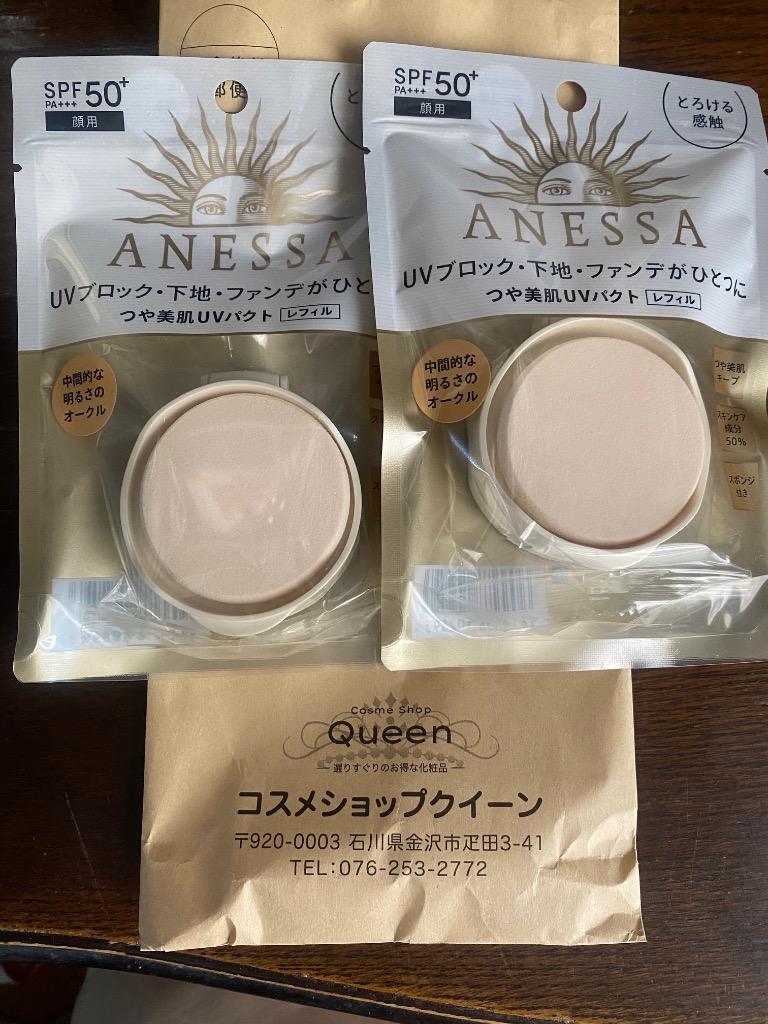 SPF50+
PA+++
顔用
ANESSA
UVブロック・下地・ファンデがひと
つや美肌UVパクト レフィル
中間的な
明るさの
オークル
SPF50+
PA+++
顔用
とろける
感触
ANESSA
UVブロック・下地・ファンデがひとつに
つや美肌UVパクト レフィル
中間的な
明るさの
オークル
つや美肌
キープ
スキンケア
成分
50%
スポンジ
付き
Cosme Shop
Queen
選りすぐりのお得な化粧品
コスメショップクイーン
〒920-0003 石川県金沢市疋田3-41
TEL:076-253-2772